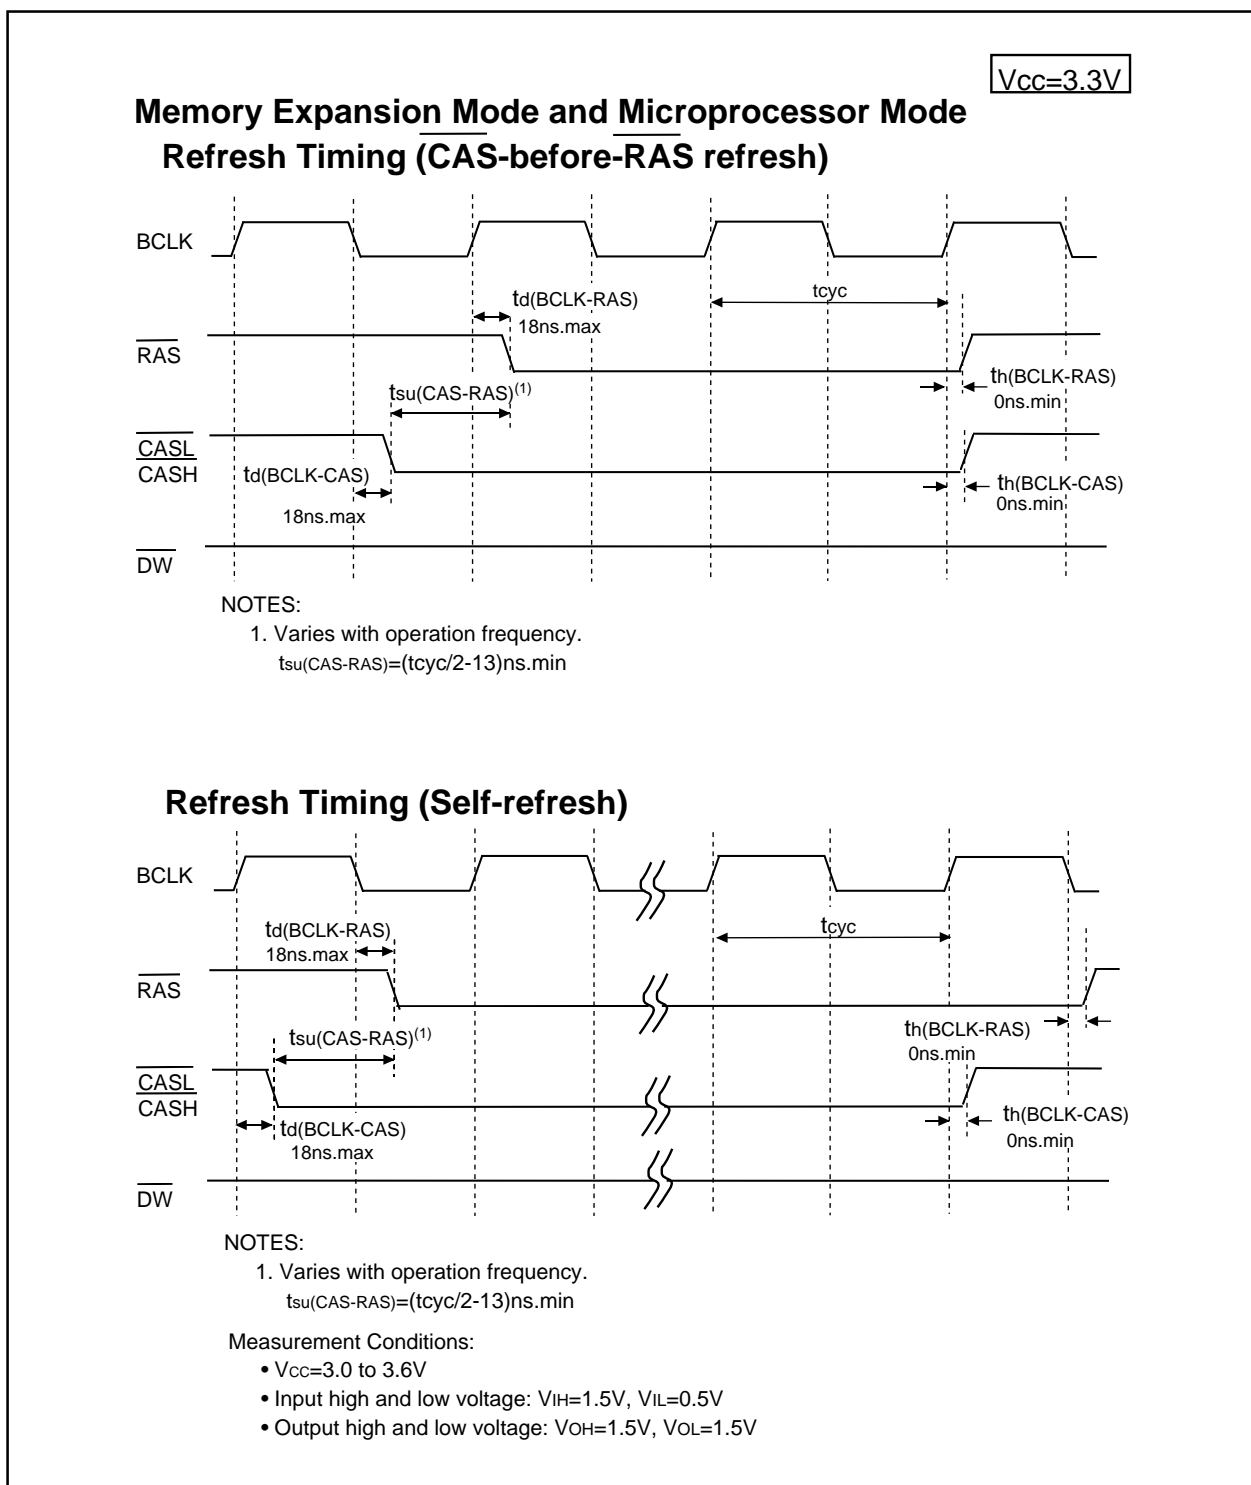 Vcc=3.3V
Memory Expansion Mode and Microprocessor Mode
Refresh Timing (CAS-before-RAS refresh)
BCLK
td(BCLK-RAS)
18ns.max
tcyc
RAS
th(BCLK-RAS)
0ns.min
tsu(CAS-RAS)(1)
CASL
CASH
td(BCLK-CAS)
18ns.max
th(BCLK-CAS)
0ns.min
DW
NOTES:
1. Varies with operation frequency.
tsu(CAS-RAS)=(tcyc/2-13)ns.min
Refresh Timing (Self-refresh)
BCLK
td(BCLK-RAS)
18ns.max
tcyc
RAS
tsu(CAS-RAS)(1)
th(BCLK-RAS)
0ns.min
CASL
CASH
td(BCLK-CAS)
18ns.max
th(BCLK-CAS)
0ns.min
DW
NOTES:
1. Varies with operation frequency.
tsu(CAS-RAS)=(tcyc/2-13)ns.min
Measurement Conditions:
• VCC=3.0 to 3.6V
• Input high and low voltage: VIH=1.5V, VIL=0.5V
• Output high and low voltage: VOH=1.5V, VOL=1.5V